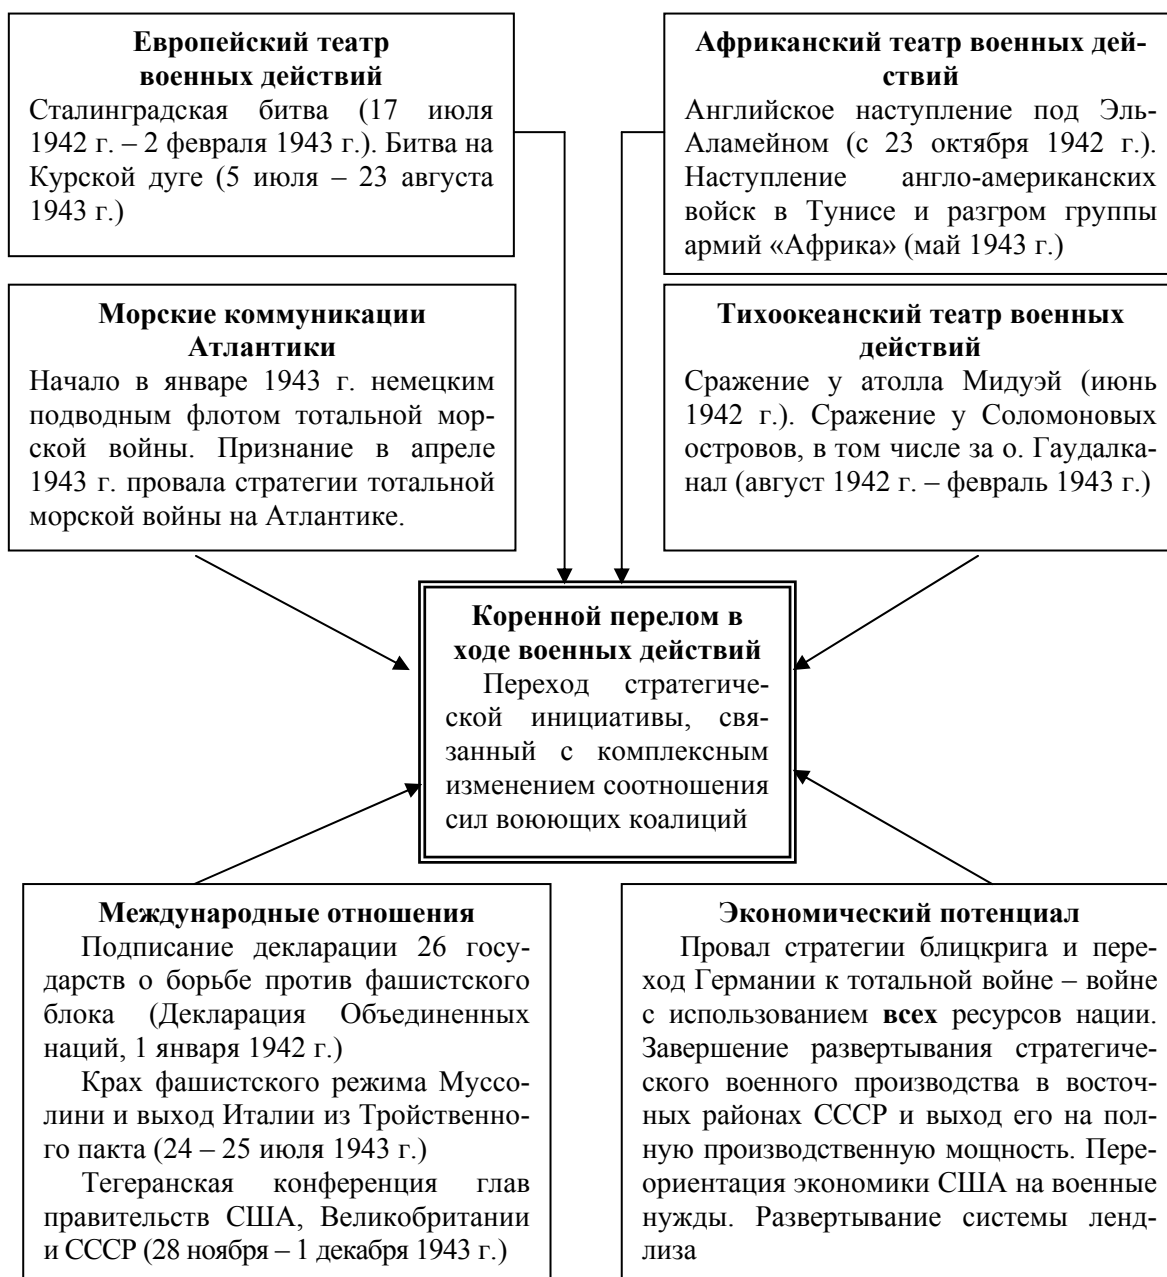 Европейский театр
военных действий
Сталинградская битва (17 июля
1942 г. – 2 февраля 1943 г.). Битва на
Курской дуге (5 июля – 23 августа
1943 г.)
Африканский театр военных дей-
ствий
Английское наступление под Эль-
Аламейном (с 23 октября 1942 г.).
Наступление англо-американских
войск в Тунисе и разгром группы
армий «Африка» (май 1943 г.)
Морские коммуникации
Атлантики
Начало в январе 1943 г. немецким
подводным флотом тотальной мор-
ской войны. Признание в апреле
1943 г. провала стратегии тотальной
морской войны на Атлантике.
Тихоокеанский театр военных
действий
Сражение у атолла Мидуэй (июнь
1942 г.). Сражение у Соломоновых
островов, в том числе за о. Гаудалка-
нал (август 1942 г. – февраль 1943 г.)
Коренной перелом в
ходе военных действий
Переход стратегиче-
ской инициативы, свя-
занный с комплексным
изменением соотношения
сил воюющих коалиций
Международные отношения
Подписание декларации 26 госу-
дарств о борьбе против фашистского
блока (Декларация Объединенных
наций, 1 января 1942 г.)
Крах фашистского режима Муссо-
лини и выход Италии из Тройственно-
го пакта (24 – 25 июля 1943 г.)
Тегеранская конференция глав
правительств США, Великобритании
и СССР (28 ноября – 1 декабря 1943 г.)
Экономический потенциал
Провал стратегии блицкрига и пере-
ход Германии к тотальной войне – войне
с использованием всех ресурсов нации.
Завершение развертывания стратегиче-
ского военного производства в восточ-
ных районах СССР и выход его на пол-
ную производственную мощность. Пере-
ориентация экономики США на военные
нужды. Развертывание системы ленд-
лиза